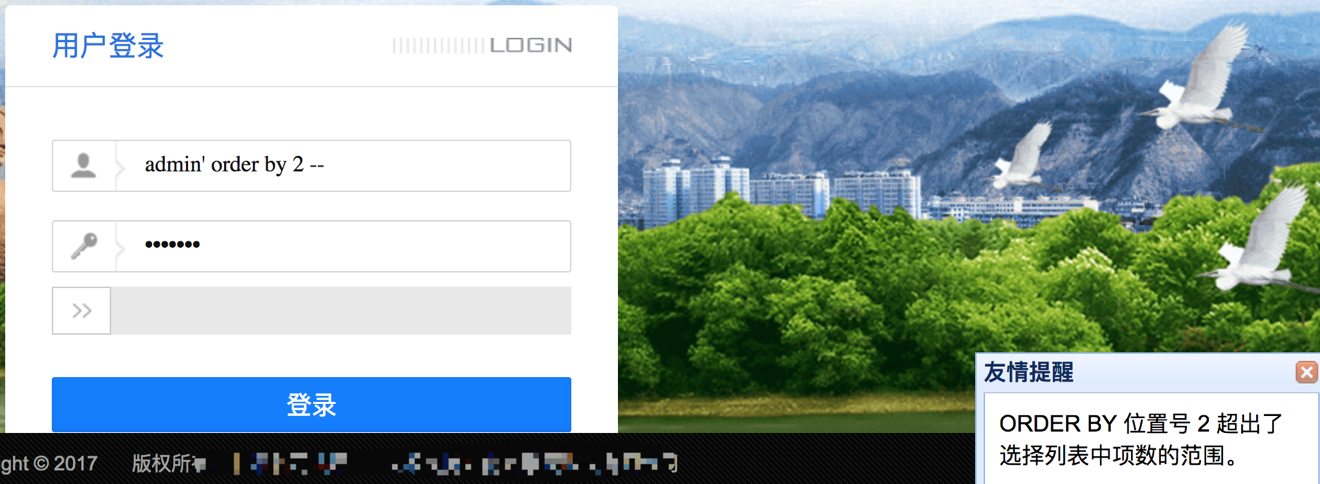 用户登录
LOGIN
admin' order by 2 --
登录
友情提醒
ORDER BY 位置号 2 超出了
选择列表中项数的范围。
ght © 2017 版权所